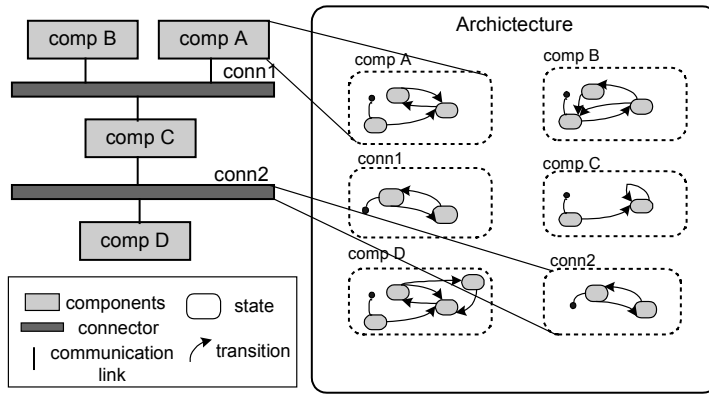 comp B
comp A
conn1
comp C
conn2
comp D
components
state
connector
communication
link
transition
Archictecture
comp A
comp B
conn1
comp C
comp D
conn2